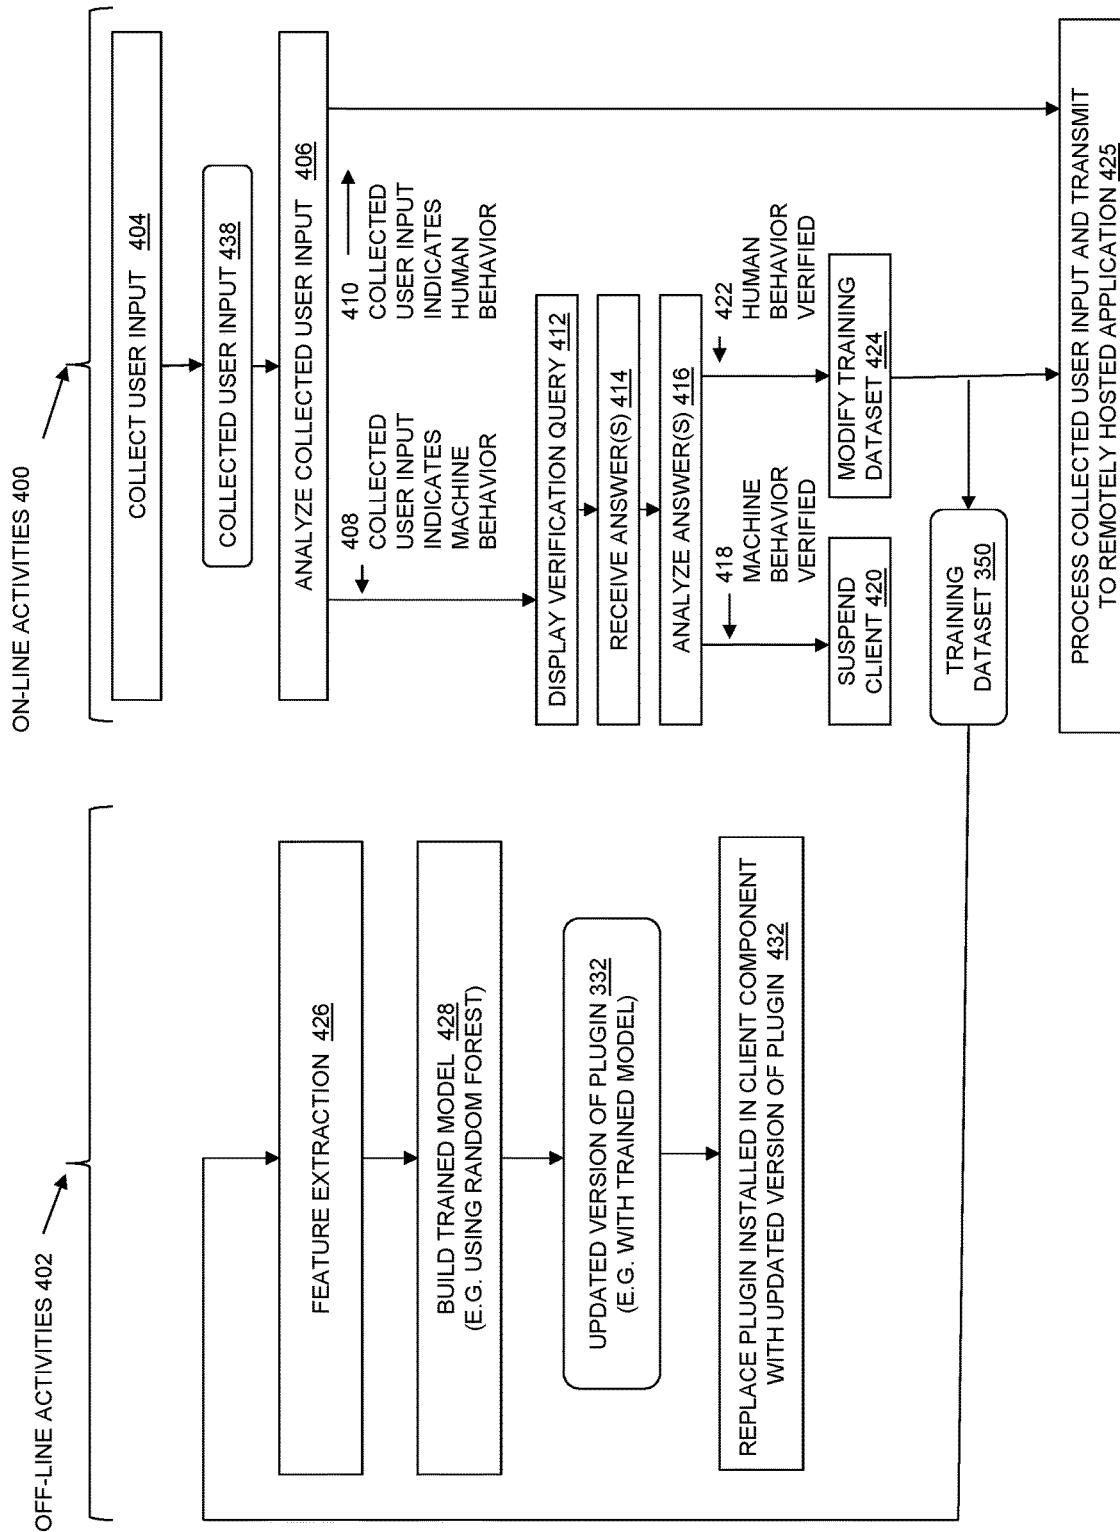 OFF-LINE ACTIVITIES 402
FEATURE EXTRACTION 426
BUILD TRAINED MODEL 428
(E.G. USING RANDOM FOREST)
UPDATED VERSION OF PLUGIN 332
(E.G. WITH TRAINED MODEL)
REPLACE PLUGIN INSTALLED IN CLIENT COMPONENT
WITH UPDATED VERSION OF PLUGIN 432
ON-LINE ACTIVITIES 400
COLLECT USER INPUT 404
COLLECTED USER INPUT 438
ANALYZE COLLECTED USER INPUT 406
408
COLLECTED
USER INPUT
INDICATES
MACHINE
BEHAVIOR
410
COLLECTED
USER INPUT
INDICATES
HUMAN
BEHAVIOR
DISPLAY VERIFICATION QUERY 412
RECEIVE ANSWER(S) 414
ANALYZE ANSWER(S) 416
418
MACHINE
BEHAVIOR
VERIFIED
422
HUMAN
BEHAVIOR
VERIFIED
SUSPEND
CLIENT 420
MODIFY TRAINING
DATASET 424
TRAINING
DATASET 350
PROCESS COLLECTED USER INPUT AND TRANSMIT
TO REMOTELY HOSTED APPLICATION 425